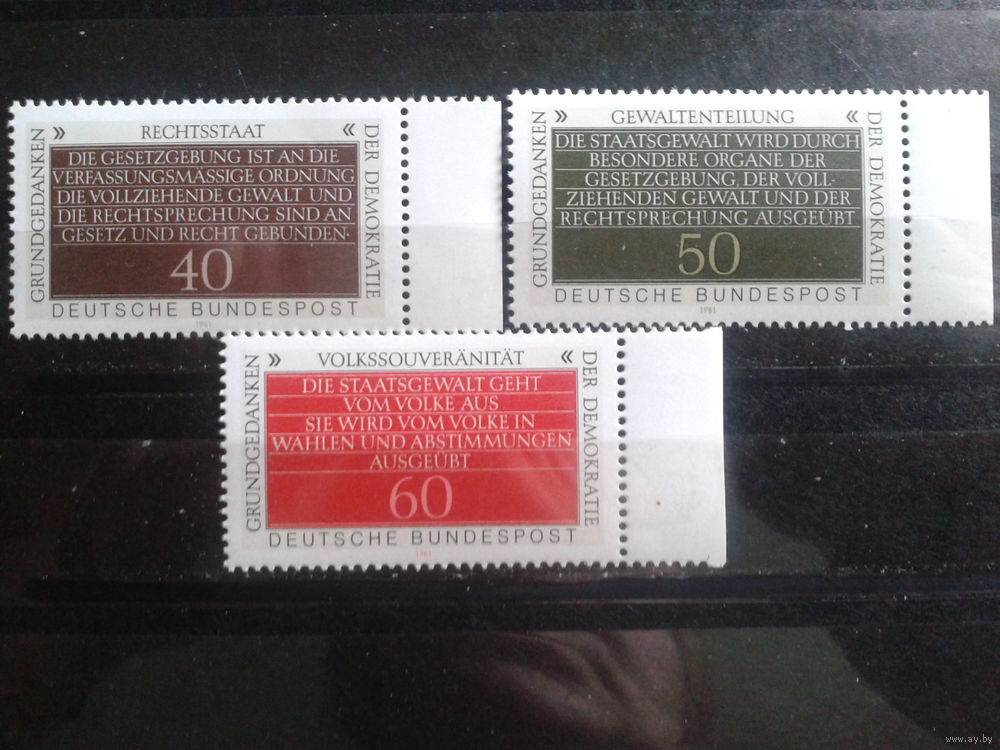 GRUNDGEDANKEN
» RECHTSSTAAT «
DIE GESETZGEBUNG IST AN DIE
VERFASSUNGSMÄSSIGE ORDNUNG
DIE VOLLZIEHENDE GEWALT UND
DIE RECHTSPRECHUNG SIND AN
GESETZ UND RECHT GEBUNDEN·
40
DEUTSCHE BUNDESPOST
1981
DER DEMOKRATIE
GRUNDGEDANKEN
» GEWALTENTEILUNG «
DIE STAATSGEWALT WIRD DURCH
BESONDERE ORGANE DER
GESETZGEBUNG, DER VOLL-
ZIEHENDEN GEWALT UND DER
RECHTSPRECHUNG AUSGEÜBT
50
DEUTSCHE BUNDESPOST
1981
DER DEMOKRATIE
GRUNDGEDANKEN
» VOLKSSOUVERÄNITÄT «
DIE STAATSGEWALT GEHT
VOM VOLKE AUS
SIE WIRD VOM VOLKE IN
WAHLEN UND ABSTIMMUNGEN
AUSGEÜBT
60
DEUTSCHE BUNDESPOST
1981
DER DEMOKRATIE
www.ay.by